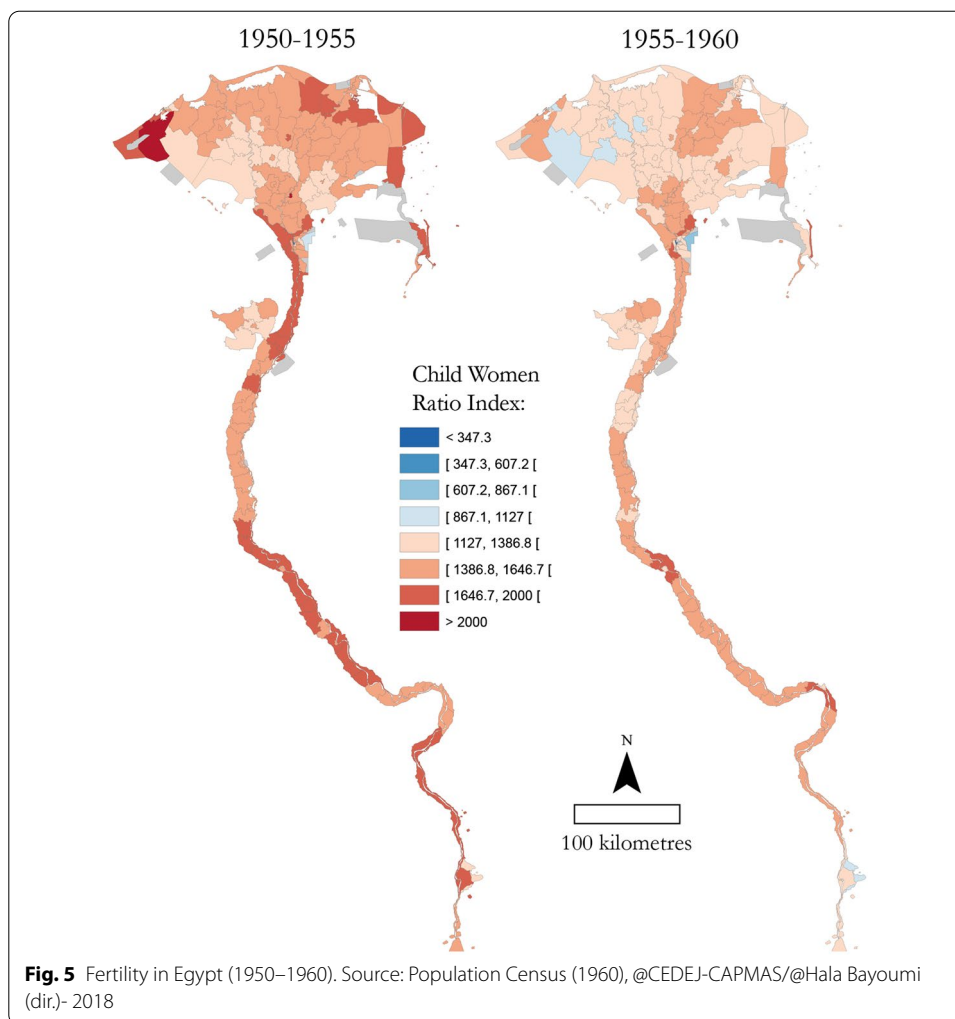 1950-1955
1955-1960
Child Women
Ratio Index:
< 347.3
[ 347.3, 607.2 [
[ 607.2, 867.1 [
[ 867.1, 1127 [
[ 1127, 1386.8 [
[ 1386.8, 1646.7 [
[ 1646.7, 2000 [
> 2000
N
100 kilometres
Fig. 5 Fertility in Egypt (1950–1960). Source: Population Census (1960), @CEDEJ-CAPMAS/@Hala Bayoumi
(dir.)- 2018